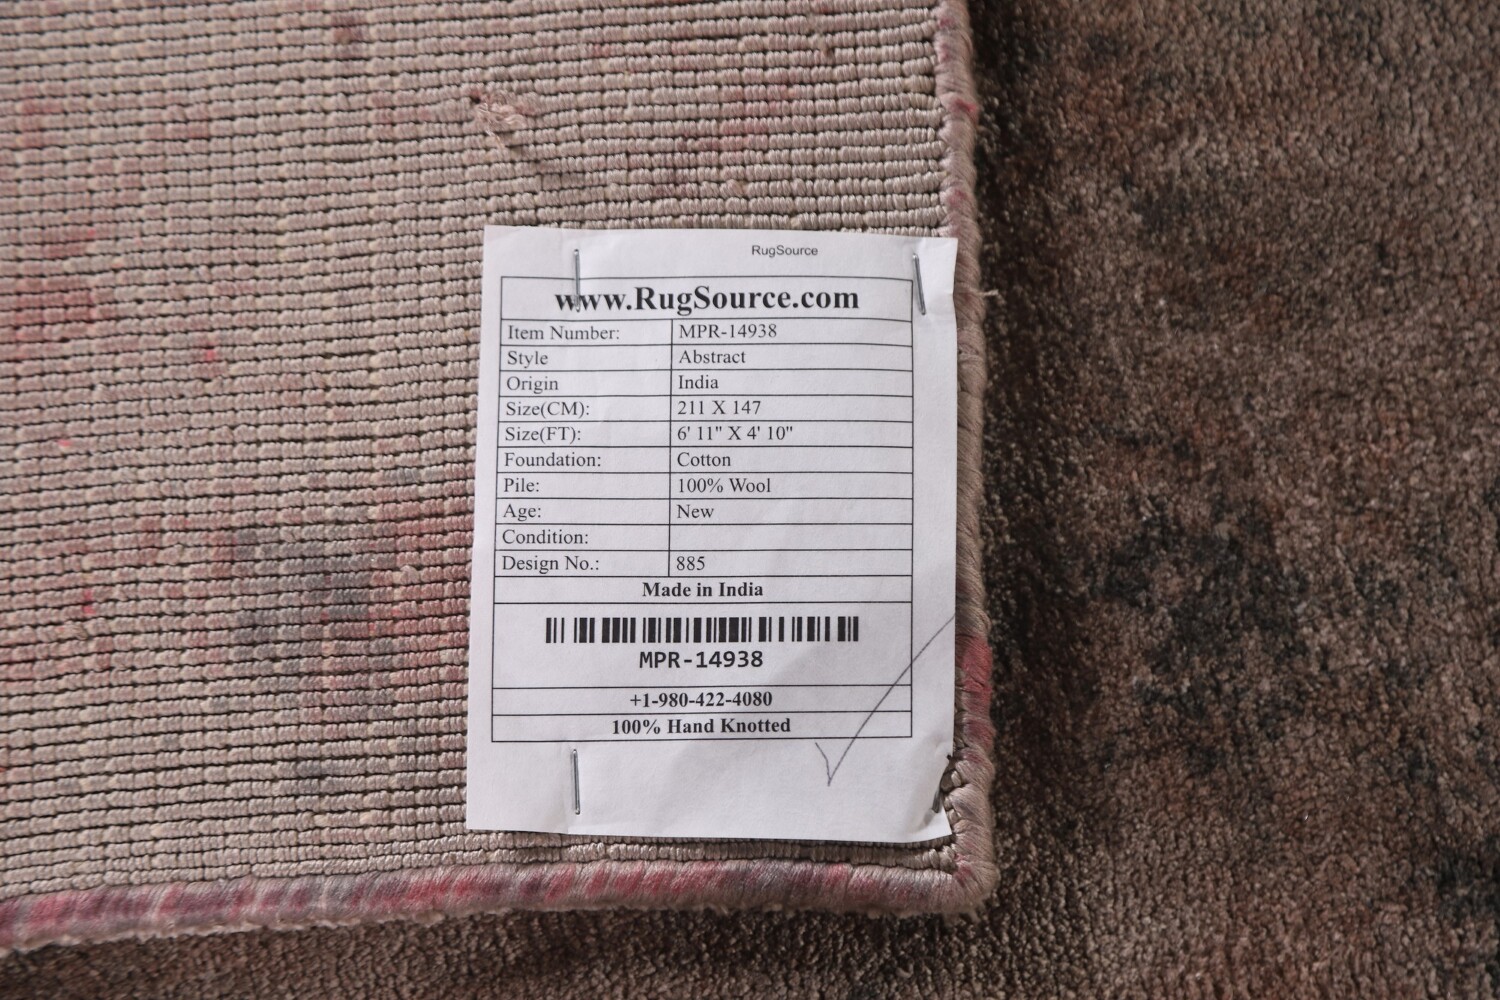 RugSource
www.RugSource.com
Item Number: MPR-14938
Style Abstract
Origin India
Size(CM): 211 X 147
Size(FT): 6' 11" X 4' 10"
Foundation: Cotton
Pile: 100% Wool
Age: New
Condition:
Design No.: 885
Made in India
MPR-14938
+1-980-422-4080
100% Hand Knotted